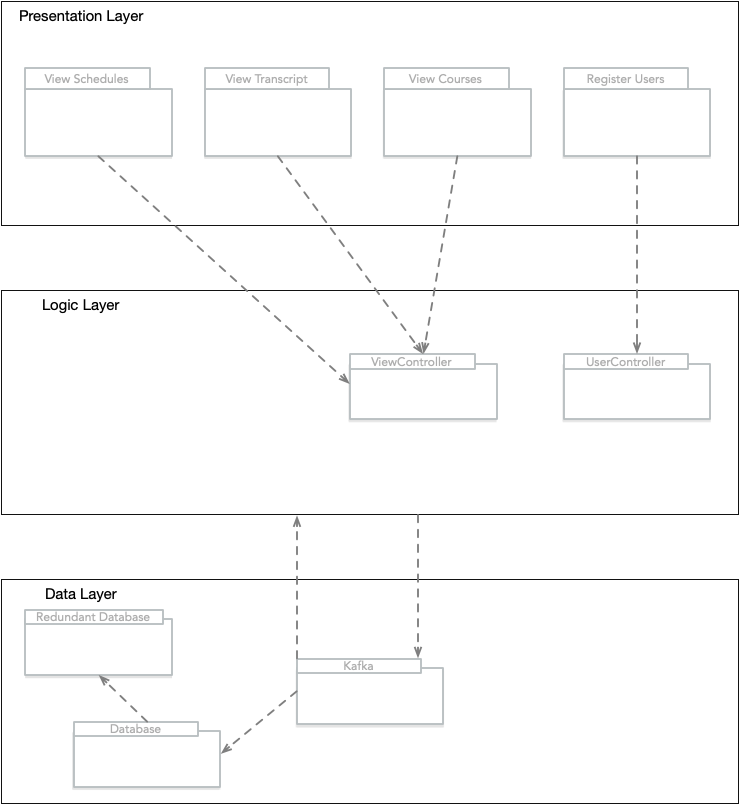 Presentation Layer
View Schedules
View Transcript
View Courses
Register Users
Logic Layer
ViewController
UserController
Data Layer
Redundant Database
Kafka
Database